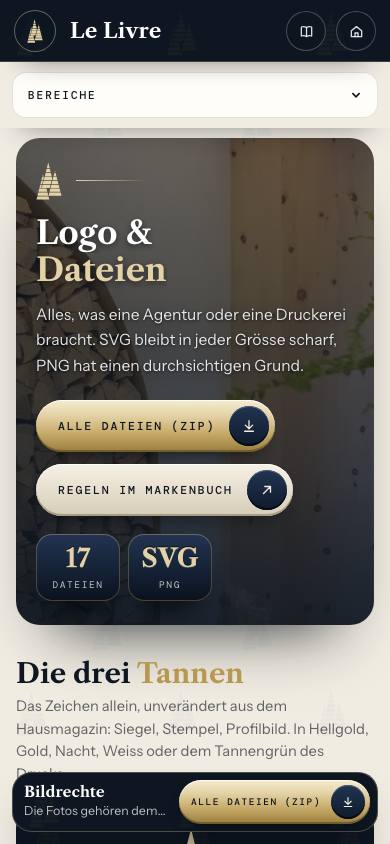 Le Livre
BEREICHE
Logo &
Dateien
Alles, was eine Agentur oder eine Druckerei
braucht. SVG bleibt in jeder Grösse scharf,
PNG hat einen durchsichtigen Grund.
ALLE DATEIEN (ZIP)
REGELN IM MARKENBUCH
17
DATEIEN
SVG
PNG
Die drei Tannen
Das Zeichen allein, unverändert aus dem
Hausmagazin: Siegel, Stempel, Profilbild. In Hellgold,
Gold, Nacht, Weiss oder dem Tannengrün des
Bildrechte
Die Fotos gehören dem...
ALLE DATEIEN (ZIP)